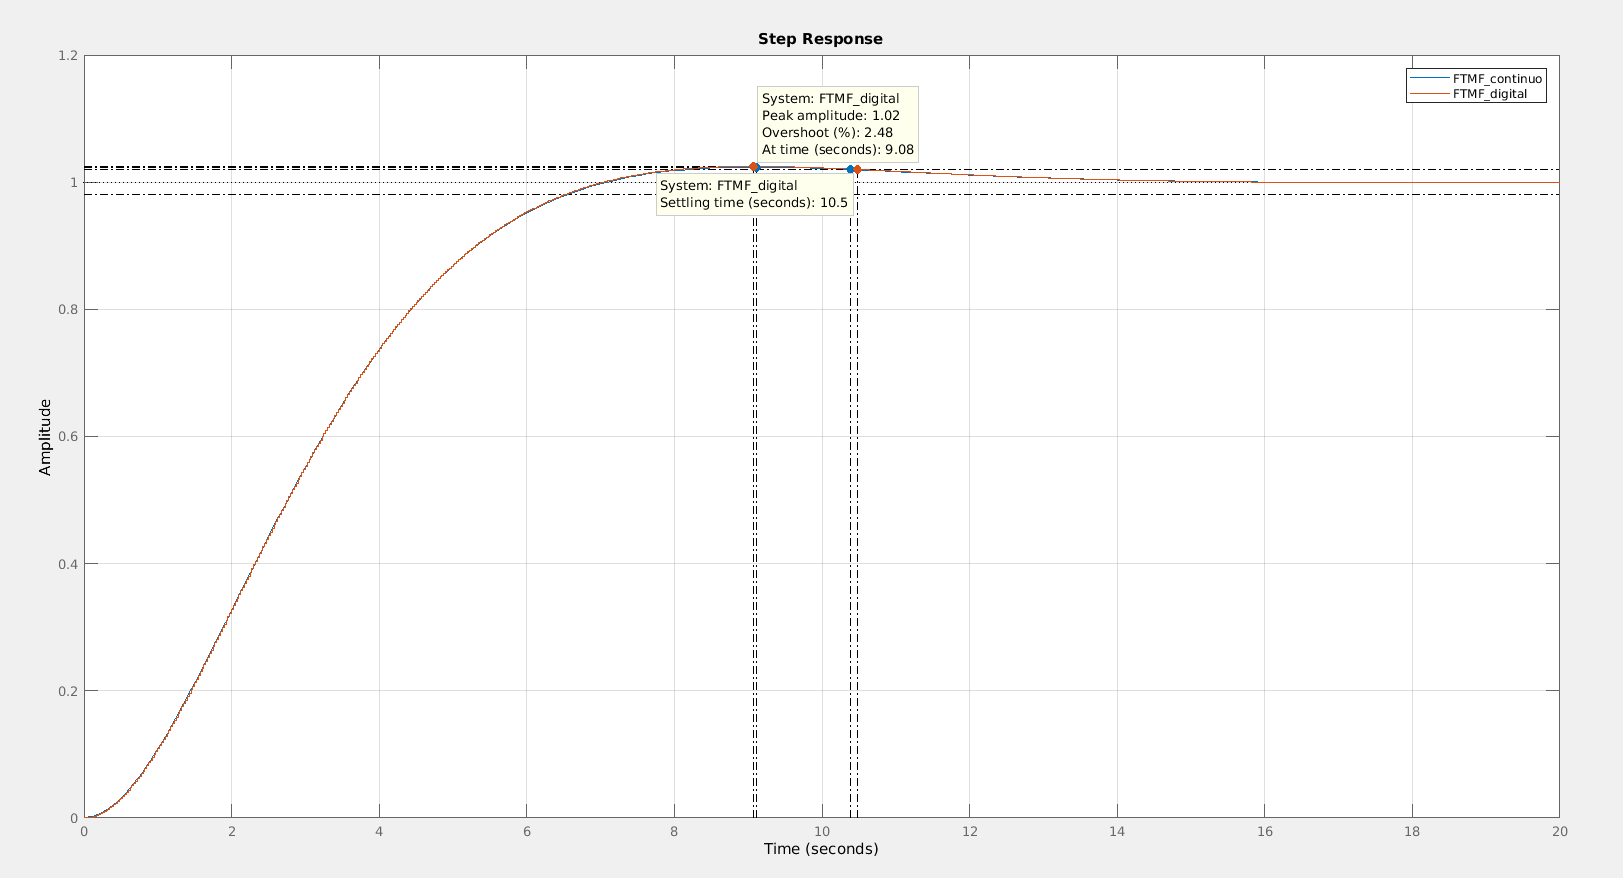 Step Response
FTMF_continuo
FTMF_digital
System: FTMF_digital
Peak amplitude: 1.02
Overshoot (%): 2.48
At time (seconds): 9.08
System: FTMF_digital
Settling time (seconds): 10.5
Amplitude
1.2
1
0.8
0.6
0.4
0.2
0
0 2 4 6 8 10 12 14 16 18 20
Time (seconds)